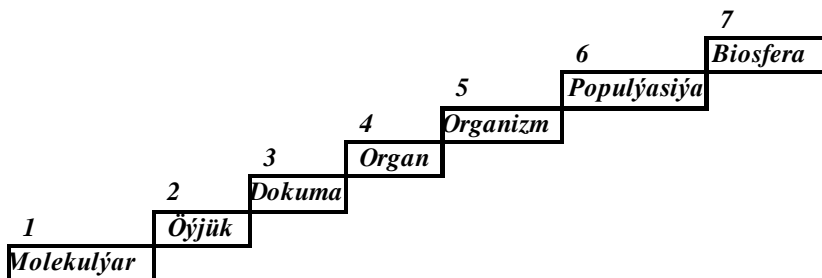 1
Molekulýar
2
Öýjük
3
Dokuma
4
Organ
5
Organizm
6
Populýasiýa
7
Biosfera